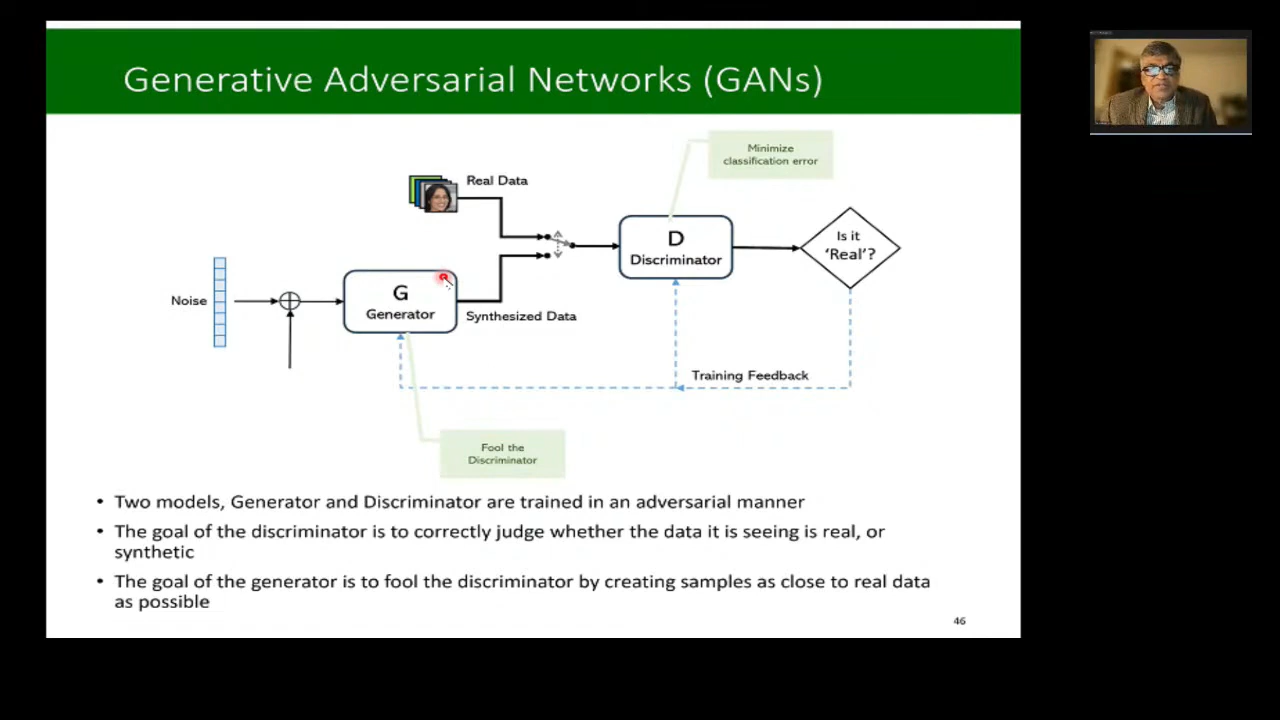 Generative Adversarial Networks (GANs)
Minimize
classification error
Real Data
D
Discriminator
Is it
‘Real’?
Noise
G
Generator
Synthesized Data
Training Feedback
Fool the
Discriminator
• Two models, Generator and Discriminator are trained in an adversarial manner
• The goal of the discriminator is to correctly judge whether the data it is seeing is real, or
synthetic
• The goal of the generator is to fool the discriminator by creating samples as close to real data
as possible
46